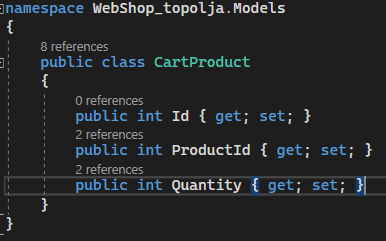 namespace WebShop_topolja.Models
{
8 references
public class CartProduct
{
0 references
public int Id { get; set; }
2 references
public int ProductId { get; set; }
2 references
public int Quantity { get; set; }
}
}